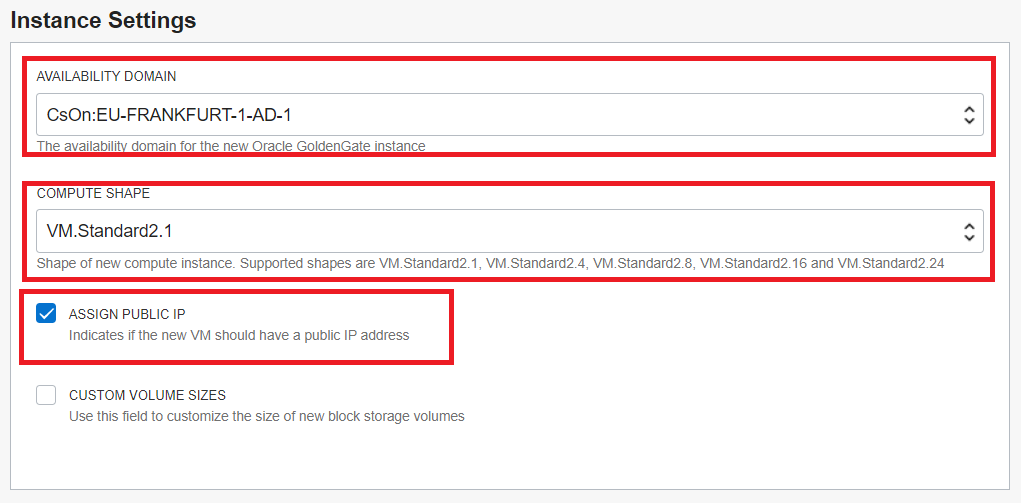 Instance Settings
AVAILABILITY DOMAIN
CsOn:EU-FRANKFURT-1-AD-1
The availability domain for the new Oracle GoldenGate instance
COMPUTE SHAPE
VM.Standard2.1
Shape of new compute instance. Supported shapes are VM.Standard2.1, VM.Standard2.4, VM.Standard2.8, VM.Standard2.16 and VM.Standard2.24
ASSIGN PUBLIC IP
Indicates if the new VM should have a public IP address
CUSTOM VOLUME SIZES
Use this field to customize the size of new block storage volumes